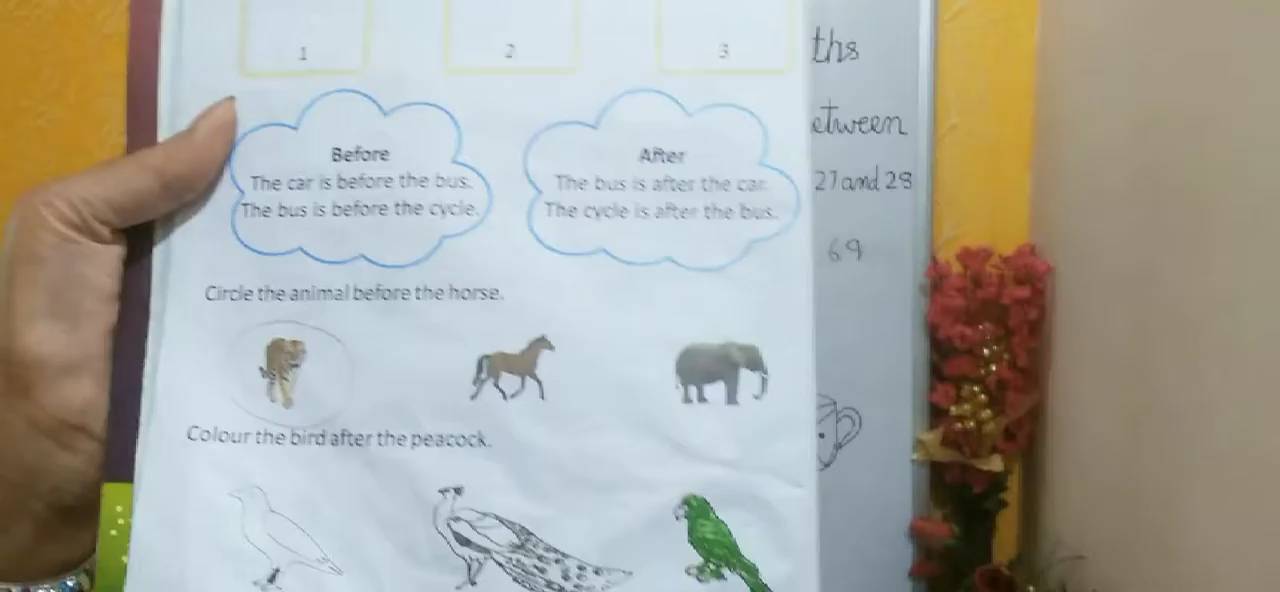 1 2 3
Before
The car is before the bus.
The bus is before the cycle.
After
The bus is after the car.
The cycle is after the bus.
Circle the animal before the horse.
Colour the bird after the peacock.
ths
etween
27 and 28
69